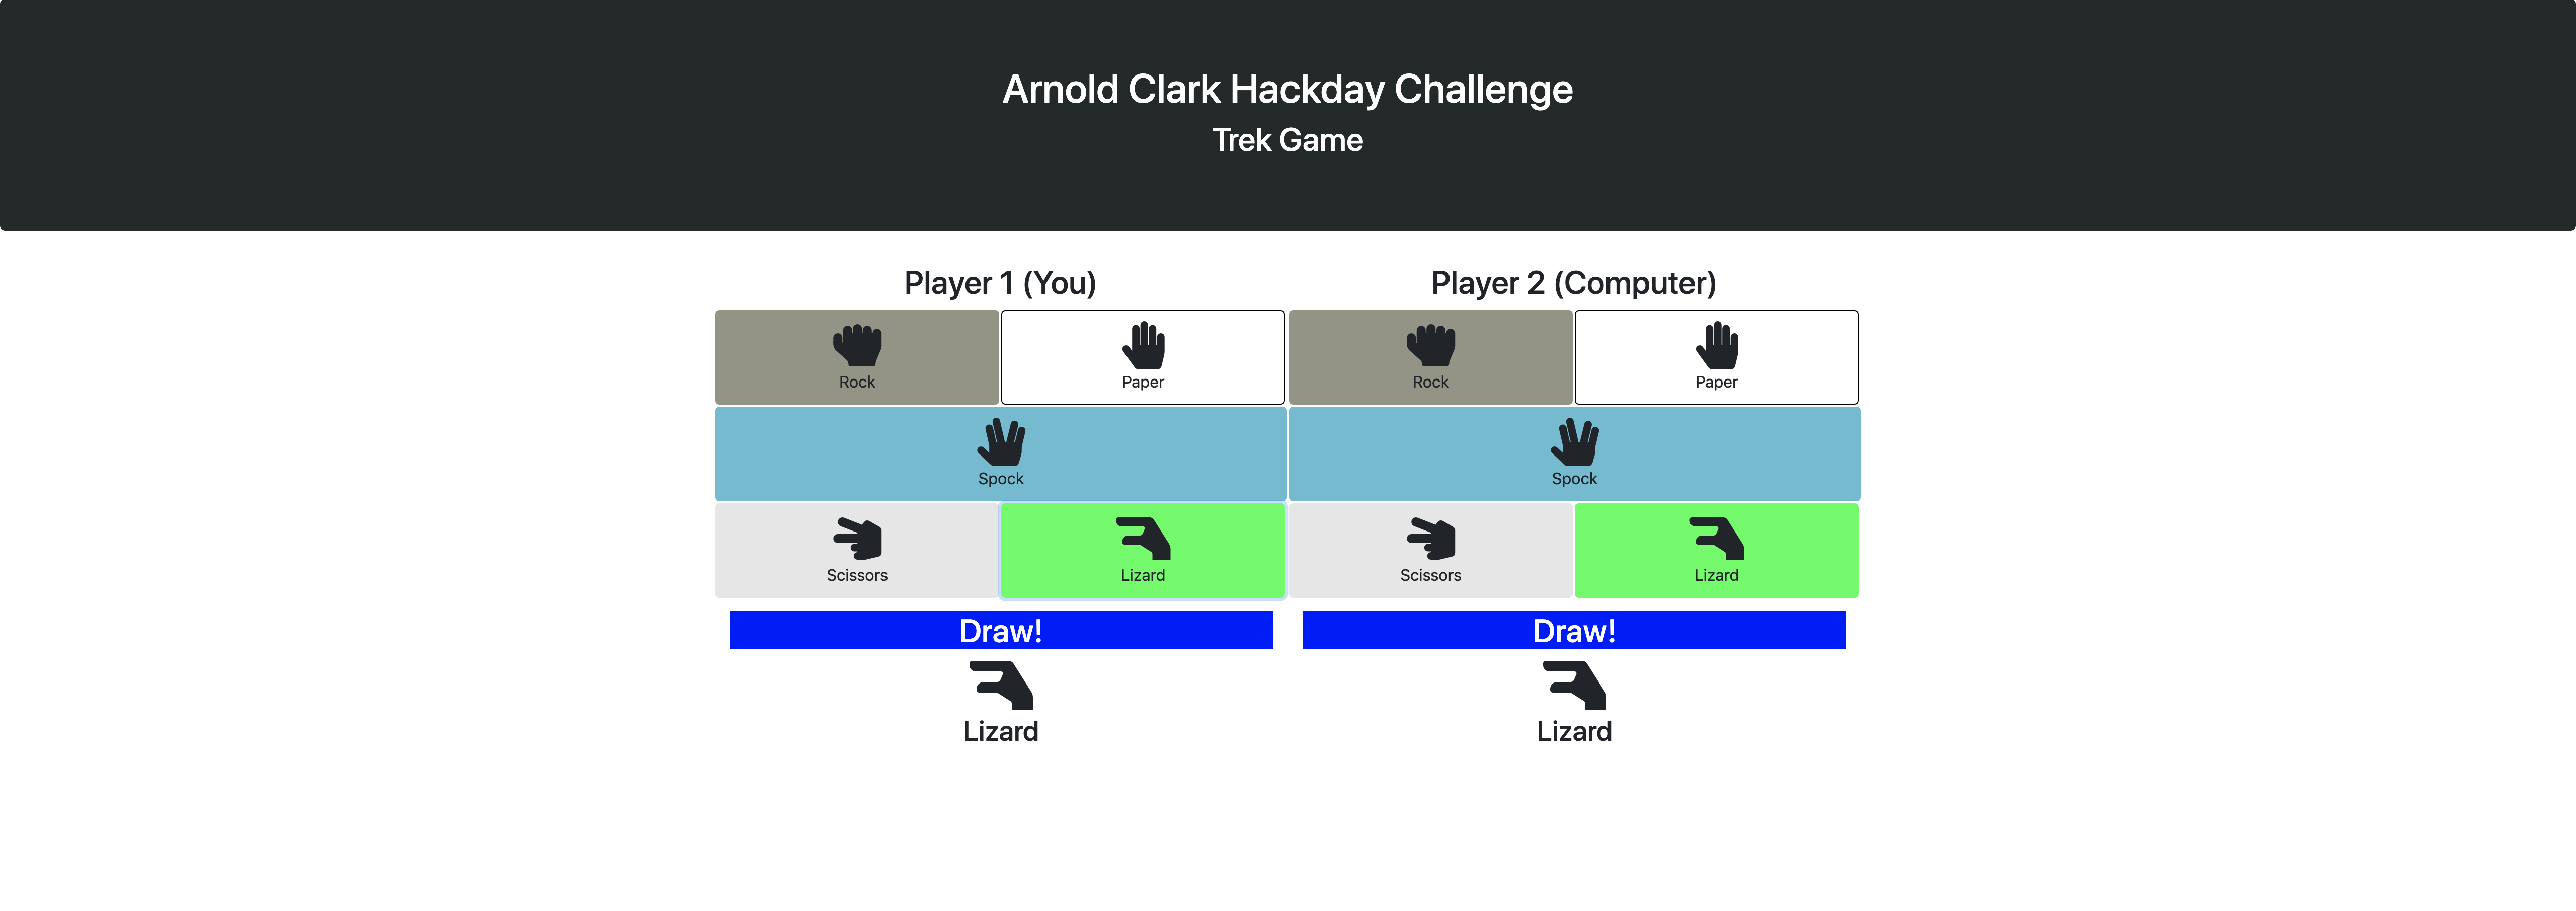 Arnold Clark Hackday Challenge
Trek Game
Player 1 (You)
Player 2 (Computer)
Rock
Paper
Rock
Paper
Spock
Spock
Scissors
Lizard
Scissors
Lizard
Draw!
Draw!
Lizard
Lizard